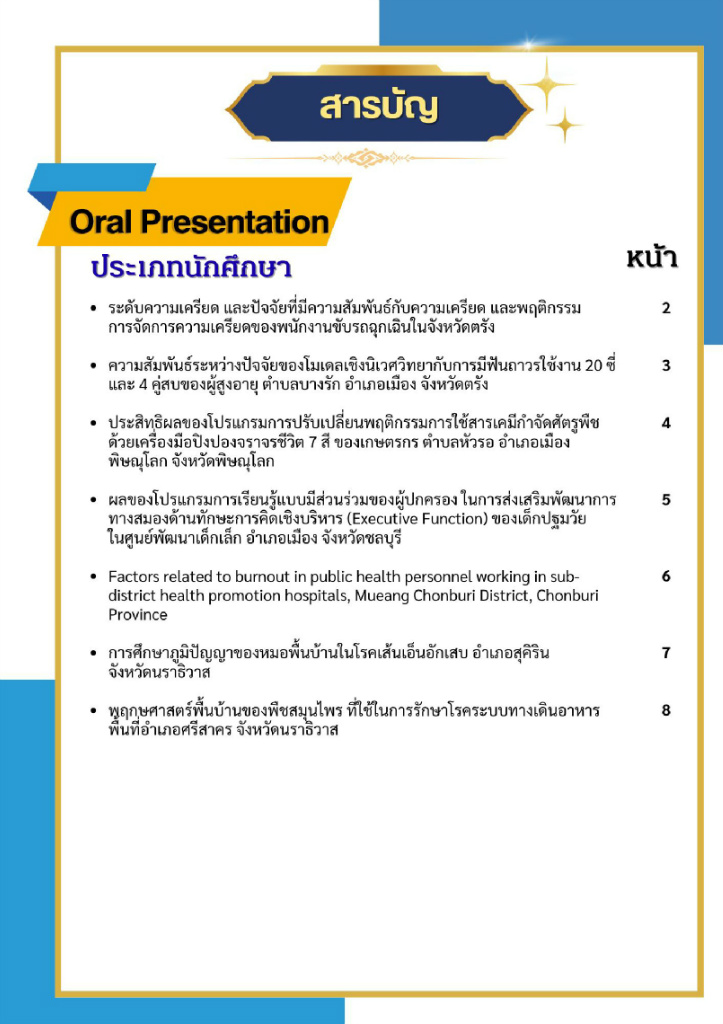 สารบัญ
Oral Presentation
ประเภทนักศึกษา
หน้า
• ระดับความเครียด และปัจจัยที่มีความสัมพันธ์กับความเครียด และพฤติกรรม 2
การจัดการความเครียดของพนักงานขับรถฉุกเฉินในจังหวัดตรัง
• ความสัมพันธ์ระหว่างปัจจัยของโมเดลเชิงนิเวศวิทยากับการมีฟันถาวรใช้งาน 20 ซี่ 3
และ 4 คู่สบของผู้สูงอายุ ตำบลบางรัก อำเภอเมือง จังหวัดตรัง
• ประสิทธิผลของโปรแกรมการปรับเปลี่ยนพฤติกรรมการใช้สารเคมีกำจัดศัตรูพืช 4
ด้วยเครื่องมือปิงปองจราจรชีวิต 7 สี ของเกษตรกร ตำบลหัวรอ อำเภอเมือง
พิษณุโลก จังหวัดพิษณุโลก
• ผลของโปรแกรมการเรียนรู้แบบมีส่วนร่วมของผู้ปกครอง ในการส่งเสริมพัฒนาการ 5
ทางสมองด้านทักษะการคิดเชิงบริหาร (Executive Function) ของเด็กปฐมวัย
ในศูนย์พัฒนาเด็กเล็ก อำเภอเมือง จังหวัดชลบุรี
• Factors related to burnout in public health personnel working in sub- 6
district health promotion hospitals, Mueang Chonburi District, Chonburi
Province
• การศึกษาภูมิปัญญาของหมอพื้นบ้านในโรคเส้นเอ็นอักเสบ อำเภอสุคิริน 7
จังหวัดนราธิวาส
• พฤกษศาสตร์พื้นบ้านของพืชสมุนไพร ที่ใช้ในการรักษาโรคระบบทางเดินอาหาร 8
พื้นที่อำเภอศรีสาคร จังหวัดนราธิวาส